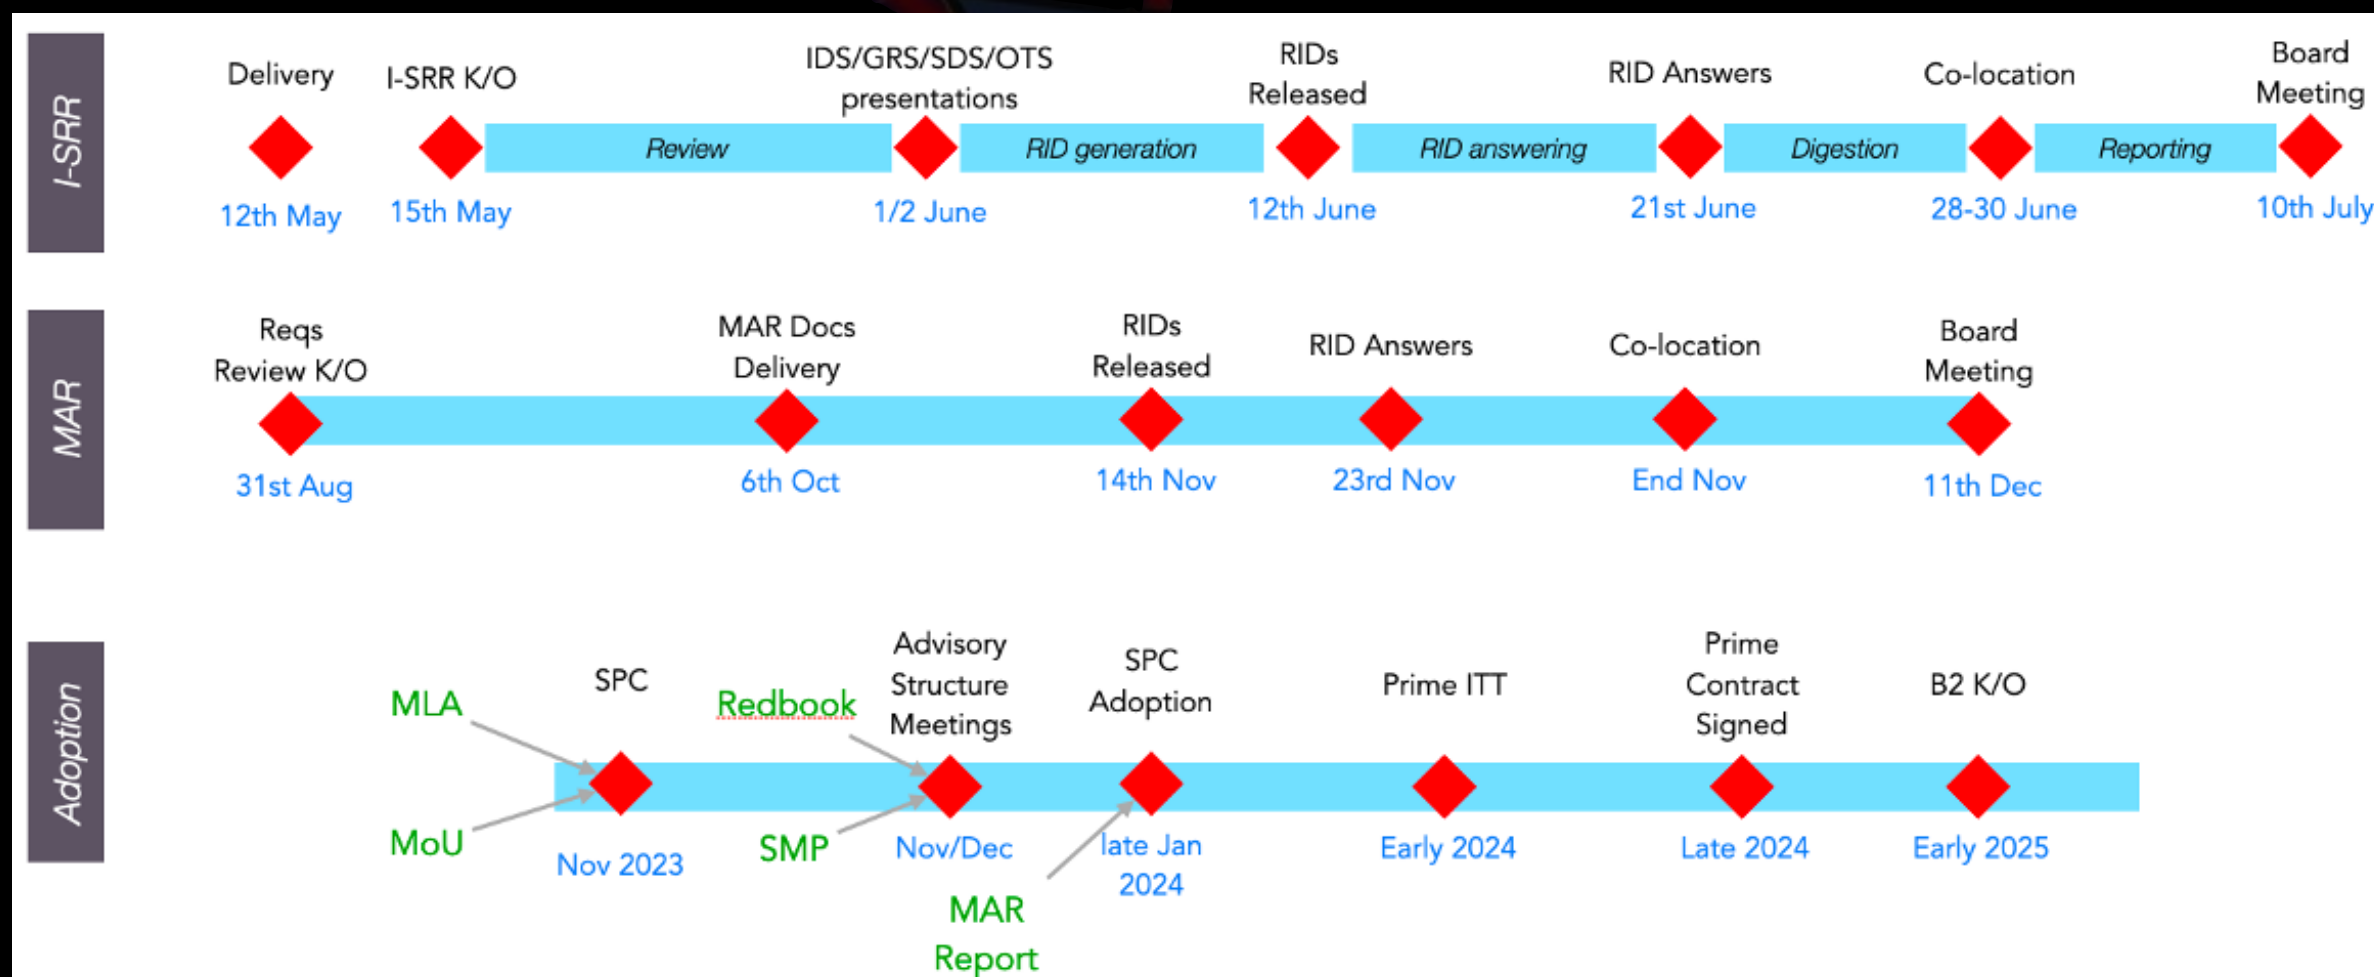 I-SRR
Delivery
I-SRR K/O
IDS/GRS/SDS/OTS
presentations
RIDs
Released
RID Answers
Co-location
Board
Meeting
Review
RID generation
RID answering
Digestion
Reporting
12th May
15th May
1/2 June
12th June
21st June
28-30 June
10th July
MAR
Reqs
Review K/O
MAR Docs
Delivery
RIDs
Released
RID Answers
Co-location
Board
Meeting
31st Aug
6th Oct
14th Nov
23rd Nov
End Nov
11th Dec
Adoption
MLA
MoU
SPC
Redbook
SMP
Advisory
Structure
Meetings
SPC
Adoption
Prime ITT
Prime
Contract
Signed
B2 K/O
Nov 2023
Nov/Dec
late Jan
2024
Early 2024
Late 2024
Early 2025
MAR
Report